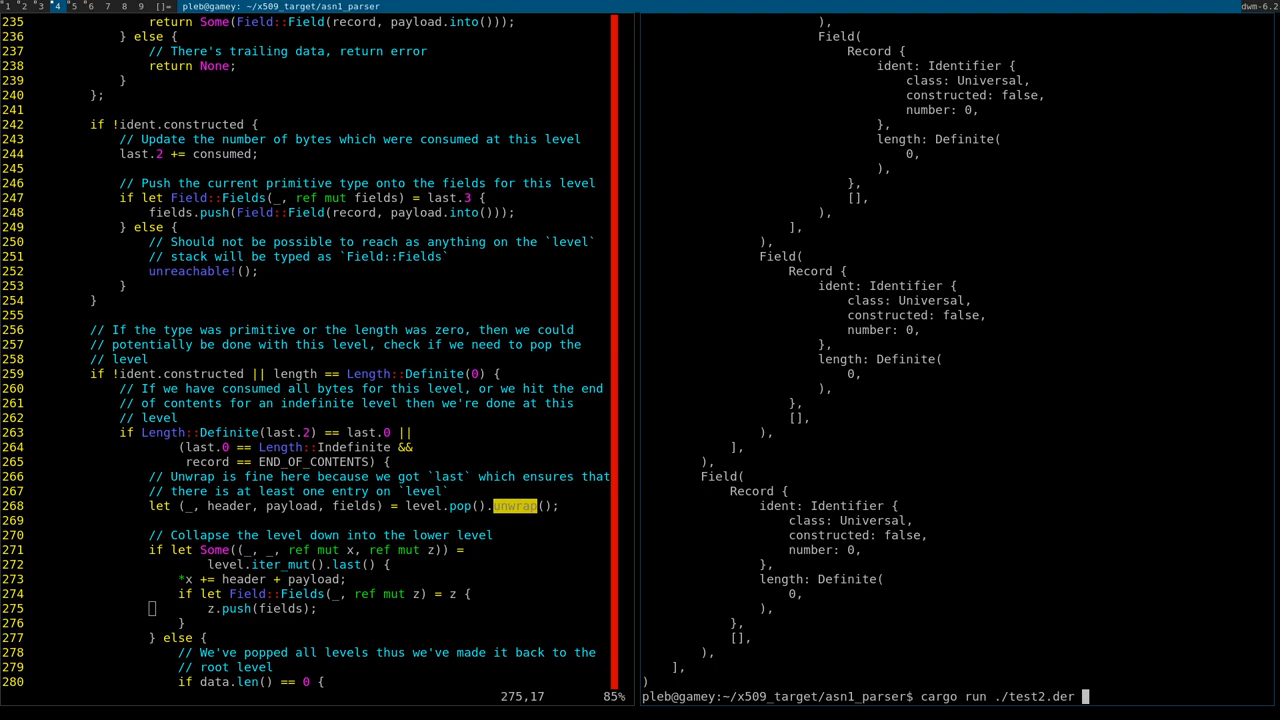 1 2 3 4 5 6 7 8 9 []= pleb@gamey: ~/x509_target/asn1_parser dwm-6.2
235                 return Some(Field::Field(record, payload.into()));
236             } else {
237                 // There's trailing data, return error
238                 return None;
239             }
240         };
241
242         if !ident.constructed {
243             // Update the number of bytes which were consumed at this level
244             last.2 += consumed;
245
246             // Push the current primitive type onto the fields for this level
247             if let Field::Fields(_, ref mut fields) = last.3 {
248                 fields.push(Field::Field(record, payload.into()));
249             } else {
250                 // Should not be possible to reach as anything on the `level`
251                 // stack will be typed as `Field::Fields`
252                 unreachable!();
253             }
254         }
255
256         // If the type was primitive or the length was zero, then we could
257         // potentially be done with this level, check if we need to pop the
258         // level
259         if !ident.constructed || length == Length::Definite(0) {
260             // If we have consumed all bytes for this level, or we hit the end
261             // of contents for an indefinite level then we're done at this
262             // level
263             if Length::Definite(last.2) == last.0 ||
264                     (last.0 == Length::Indefinite &&
265                      record == END_OF_CONTENTS) {
266                 // Unwrap is fine here because we got `last` which ensures that
267                 // there is at least one entry on `level`
268                 let (_, header, payload, fields) = level.pop().unwrap();
269
270                 // Collapse the level down into the lower level
271                 if let Some((_, _, ref mut x, ref mut z)) =
272                         level.iter_mut().last() {
273                     *x += header + payload;
274                     if let Field::Fields(_, ref mut z) = z {
275                         z.push(fields);
276                     }
277                 } else {
278                     // We've popped all levels thus we've made it back to the
279                     // root level
280                     if data.len() == 0 {
275,17 85%
                        ),
                        Field(
                            Record {
                                ident: Identifier {
                                    class: Universal,
                                    constructed: false,
                                    number: 0,
                                },
                                length: Definite(
                                    0,
                                ),
                            },
                            [],
                        ),
                    ],
                ),
                Field(
                    Record {
                        ident: Identifier {
                            class: Universal,
                            constructed: false,
                            number: 0,
                        },
                        length: Definite(
                            0,
                        ),
                    },
                    [],
                ),
            ],
        ),
        Field(
            Record {
                ident: Identifier {
                    class: Universal,
                    constructed: false,
                    number: 0,
                },
                length: Definite(
                    0,
                ),
            },
            [],
        ),
    ],
)
pleb@gamey:~/x509_target/asn1_parser$ cargo run ./test2.der